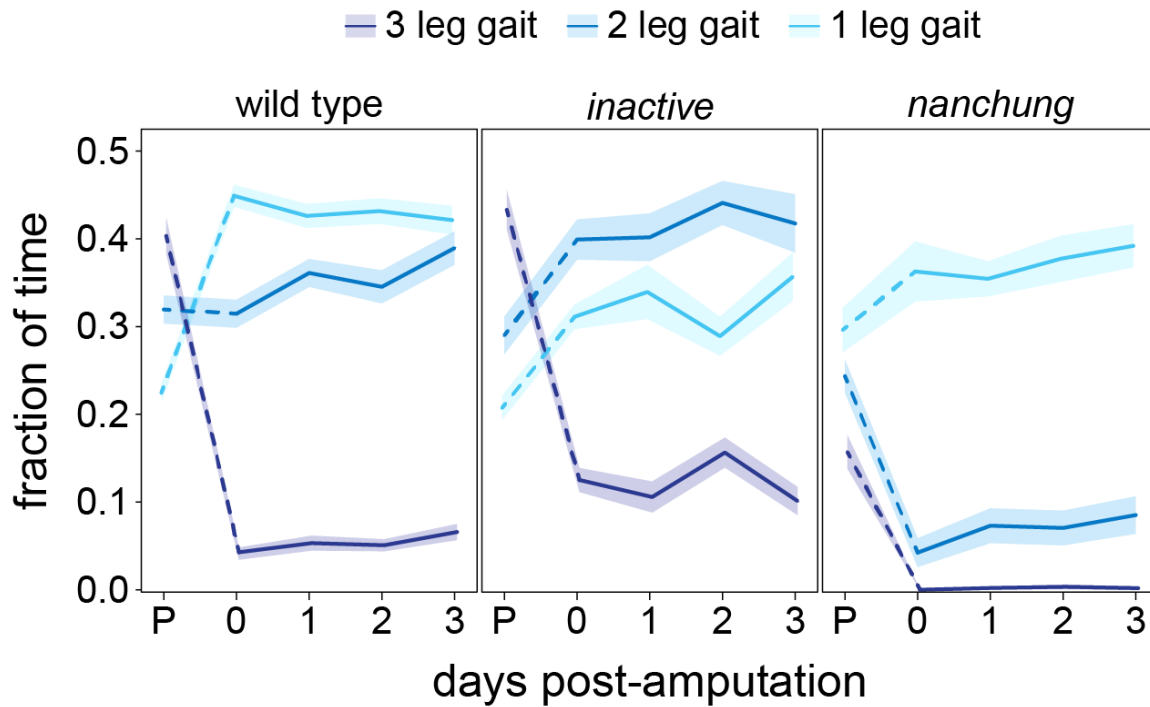 3 leg gait 2 leg gait 1 leg gait
wild type inactive nanchung
fraction of time
0.5
0.4
0.3
0.2
0.1
0.0
P 0 1 2 3 P 0 1 2 3 P 0 1 2 3
days post-amputation